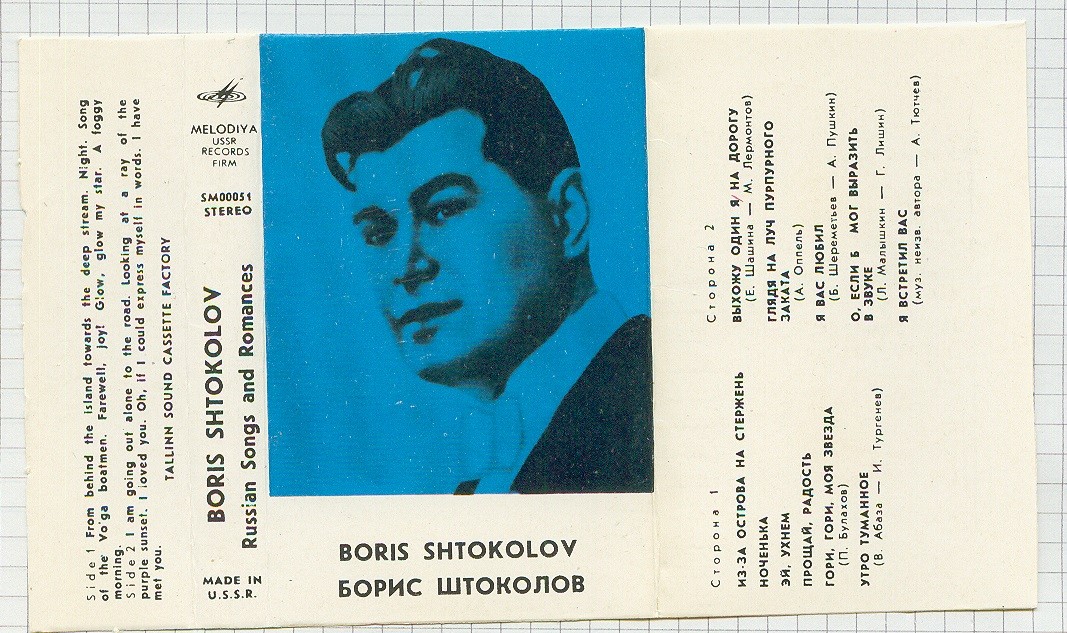 Side 1 From behind the island towards the deep stream. Night. Song
of the Vo'ga boatmen. Farewell, joy! Glow, glow my star. A foggy
morning.
Side 2 I am going out alone to the road. Looking at a ray of the
purple sunset. I loved you. Oh, if I could express myself in words. I have
met you.
TALLINN SOUND CASSETTE FACTORY
MELODIYA
USSR
RECORDS
FIRM
SM00051
STEREO
BORIS SHTOKOLOV
Russian Songs and Romances
MADE IN
U.S.S.R.
BORIS SHTOKOLOV
БОРИС ШТОКОЛОВ
Сторона 1
ИЗ-ЗА ОСТРОВА НА СТЕРЖЕНЬ
НОЧЕНЬКА
ЭЙ, УХНЕМ
ПРОЩАЙ, РАДОСТЬ
ГОРИ, ГОРИ, МОЯ ЗВЕЗДА
(П. Булахов)
УТРО ТУМАННОЕ
(В. Абаза — И. Тургенев)
Сторона 2
ВЫХОЖУ ОДИН Я НА ДОРОГУ
(Е. Шашина — М. Лермонтов)
ГЛЯДЯ НА ЛУЧ ПУРПУРНОГО
ЗАКАТА
(А. Оппель)
Я ВАС ЛЮБИЛ
(Б. Шереметьев — А. Пушкин)
О, ЕСЛИ Б МОГ ВЫРАЗИТЬ
В ЗВУКЕ
(Л. Малышкин — Г. Лишин)
Я ВСТРЕТИЛ ВАС
(муз. неизв. автора — А. Тютчев)